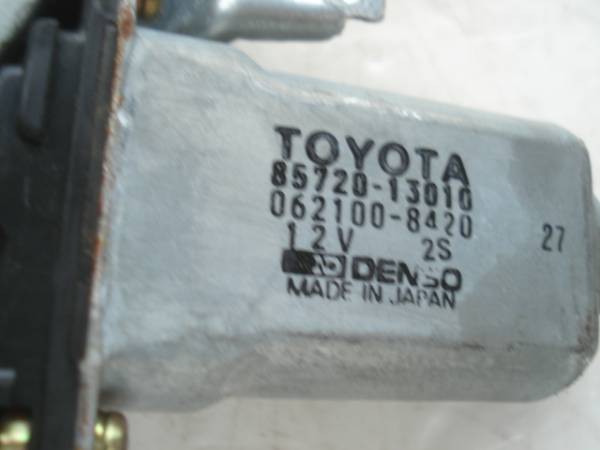 TOYOTA
85720-13010
062100-8420
12V 2S 27
DENSO
MADE IN JAPAN